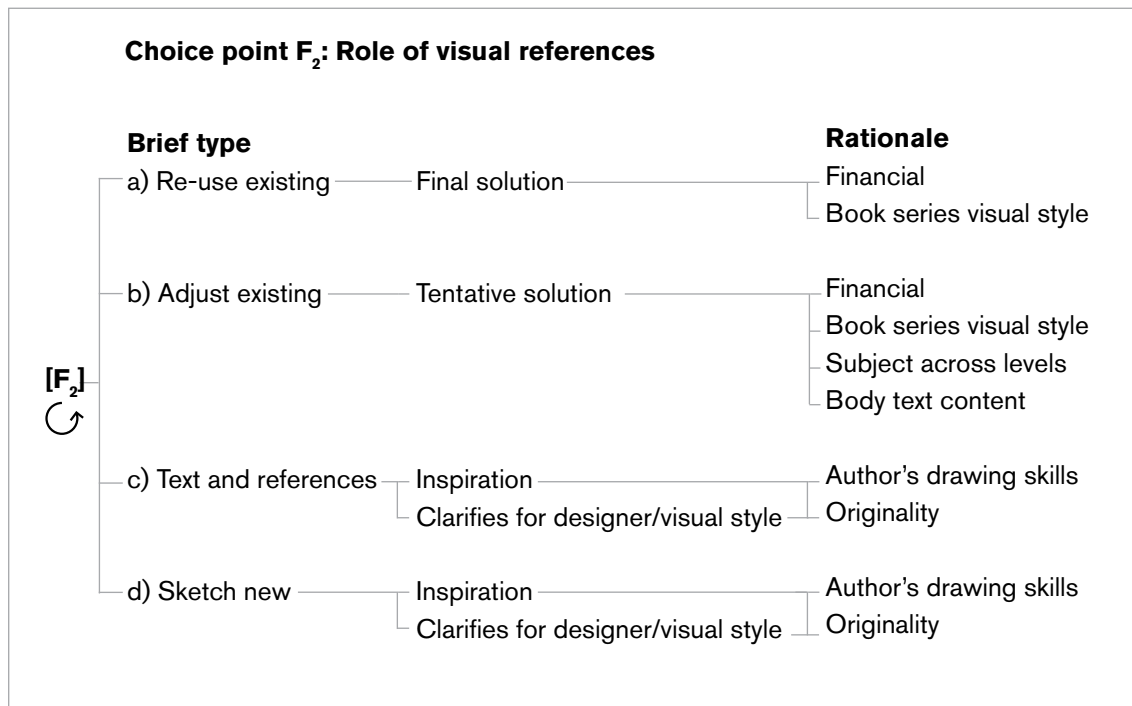 Choice point F2: Role of visual references
Brief type
Rationale
a) Re-use existing
Final solution
Financial
Book series visual style
b) Adjust existing
Tentative solution
Financial
Book series visual style
Subject across levels
Body text content
[F2]
c) Text and references
Inspiration
Author's drawing skills
Clarifies for designer/visual style
Originality
d) Sketch new
Inspiration
Author's drawing skills
Clarifies for designer/visual style
Originality